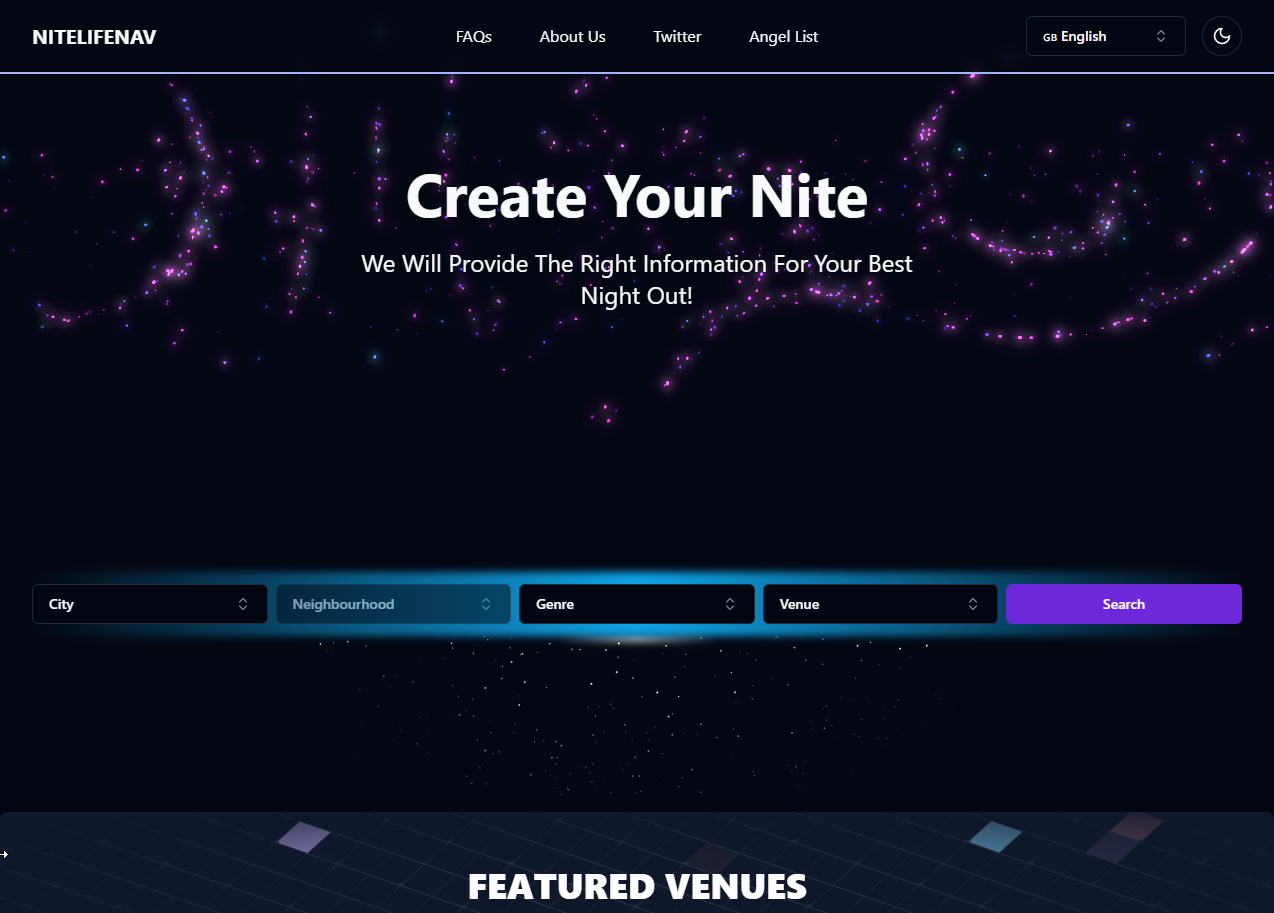 NITELIFENAV
FAQs
About Us
Twitter
Angel List
GB English
Create Your Nite
We Will Provide The Right Information For Your Best
Night Out!
City
Neighbourhood
Genre
Venue
Search
FEATURED VENUES